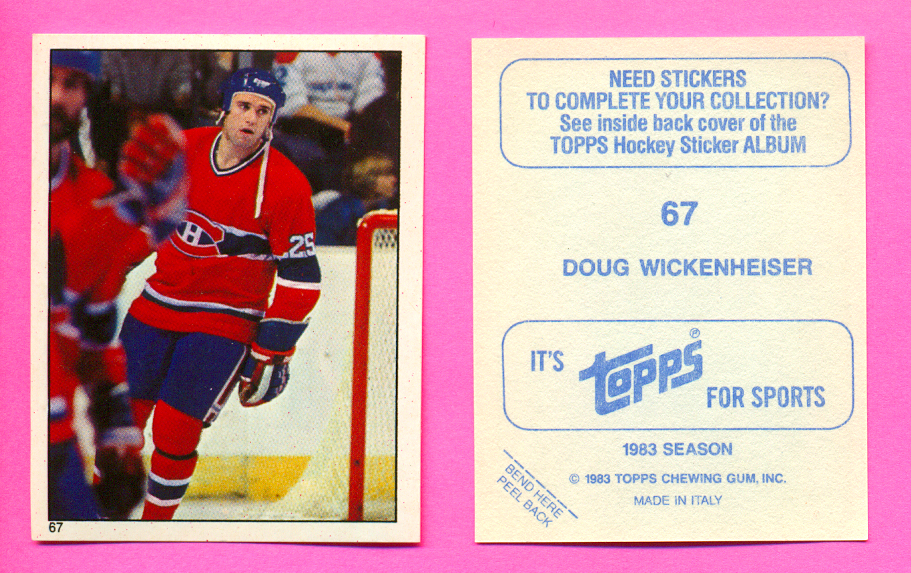 25
67
NEED STICKERS
TO COMPLETE YOUR COLLECTION?
See inside back cover of the
TOPPS Hockey Sticker ALBUM
67
DOUG WICKENHEISER
IT'S
topps®
FOR SPORTS
1983 SEASON
© 1983 TOPPS CHEWING GUM, INC.
MADE IN ITALY
BEND HERE
PEEL BACK